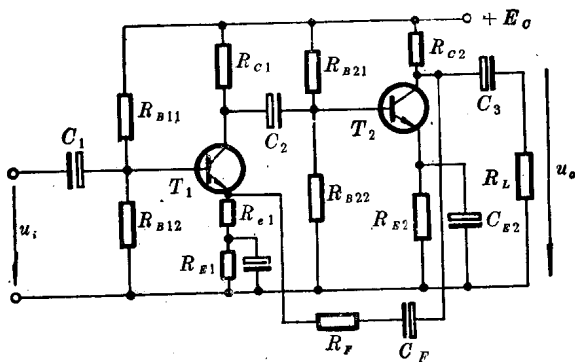 + E_C
R_C1
R_B21
R_C2
R_B11
C_3
C_1
C_2
T_2
T_1
R_L
u_o
R_e1
R_B22
R_E2
C_E2
R_B12
u_i
R_E1
R_F
C_F